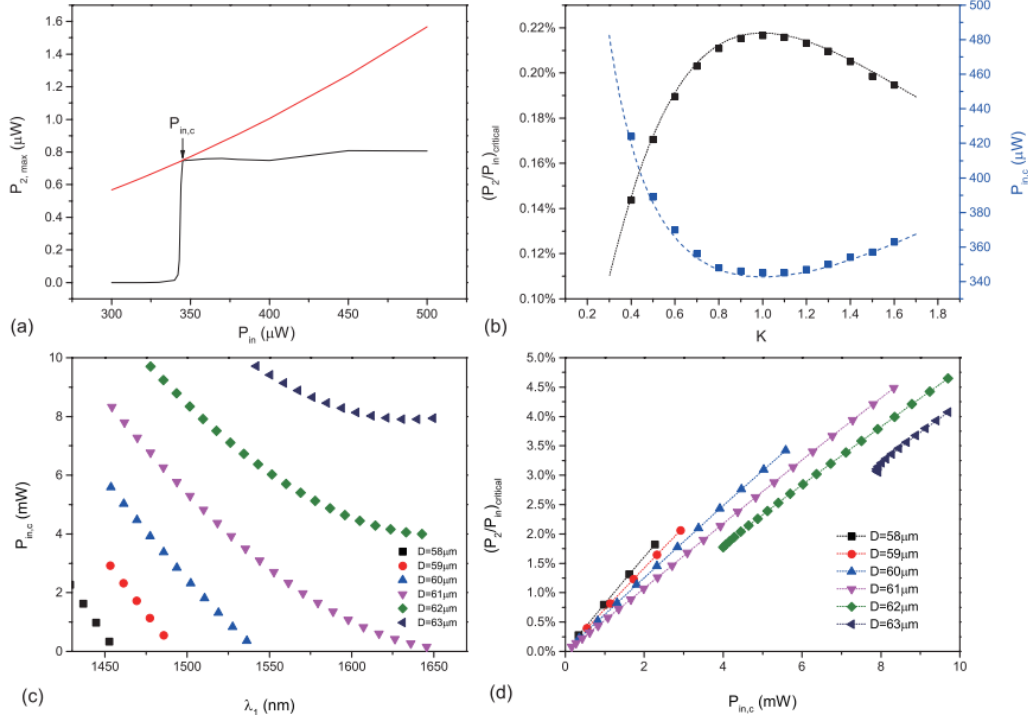 1.6
1.4
1.2
1.0
0.8
0.6
0.4
0.2
0.0
P2, max (μW)
Pin,c
300 350 400 450 500
Pin (μW)
(a)
0.22%
0.20%
0.18%
0.16%
0.14%
0.12%
0.10%
(P2/Pin)critical
500
480
460
440
420
400
380
360
340
Pin,c (μW)
0.2 0.4 0.6 0.8 1.0 1.2 1.4 1.6 1.8
K
(b)
10
8
6
4
2
0
Pin,c (mW)
D=58μm
D=59μm
D=60μm
D=61μm
D=62μm
D=63μm
1450 1500 1550 1600 1650
λ1 (nm)
(c)
5.0%
4.5%
4.0%
3.5%
3.0%
2.5%
2.0%
1.5%
1.0%
0.5%
0.0%
(P2/Pin)critical
D=58μm
D=59μm
D=60μm
D=61μm
D=62μm
D=63μm
0 2 4 6 8 10
Pin,c (mW)
(d)